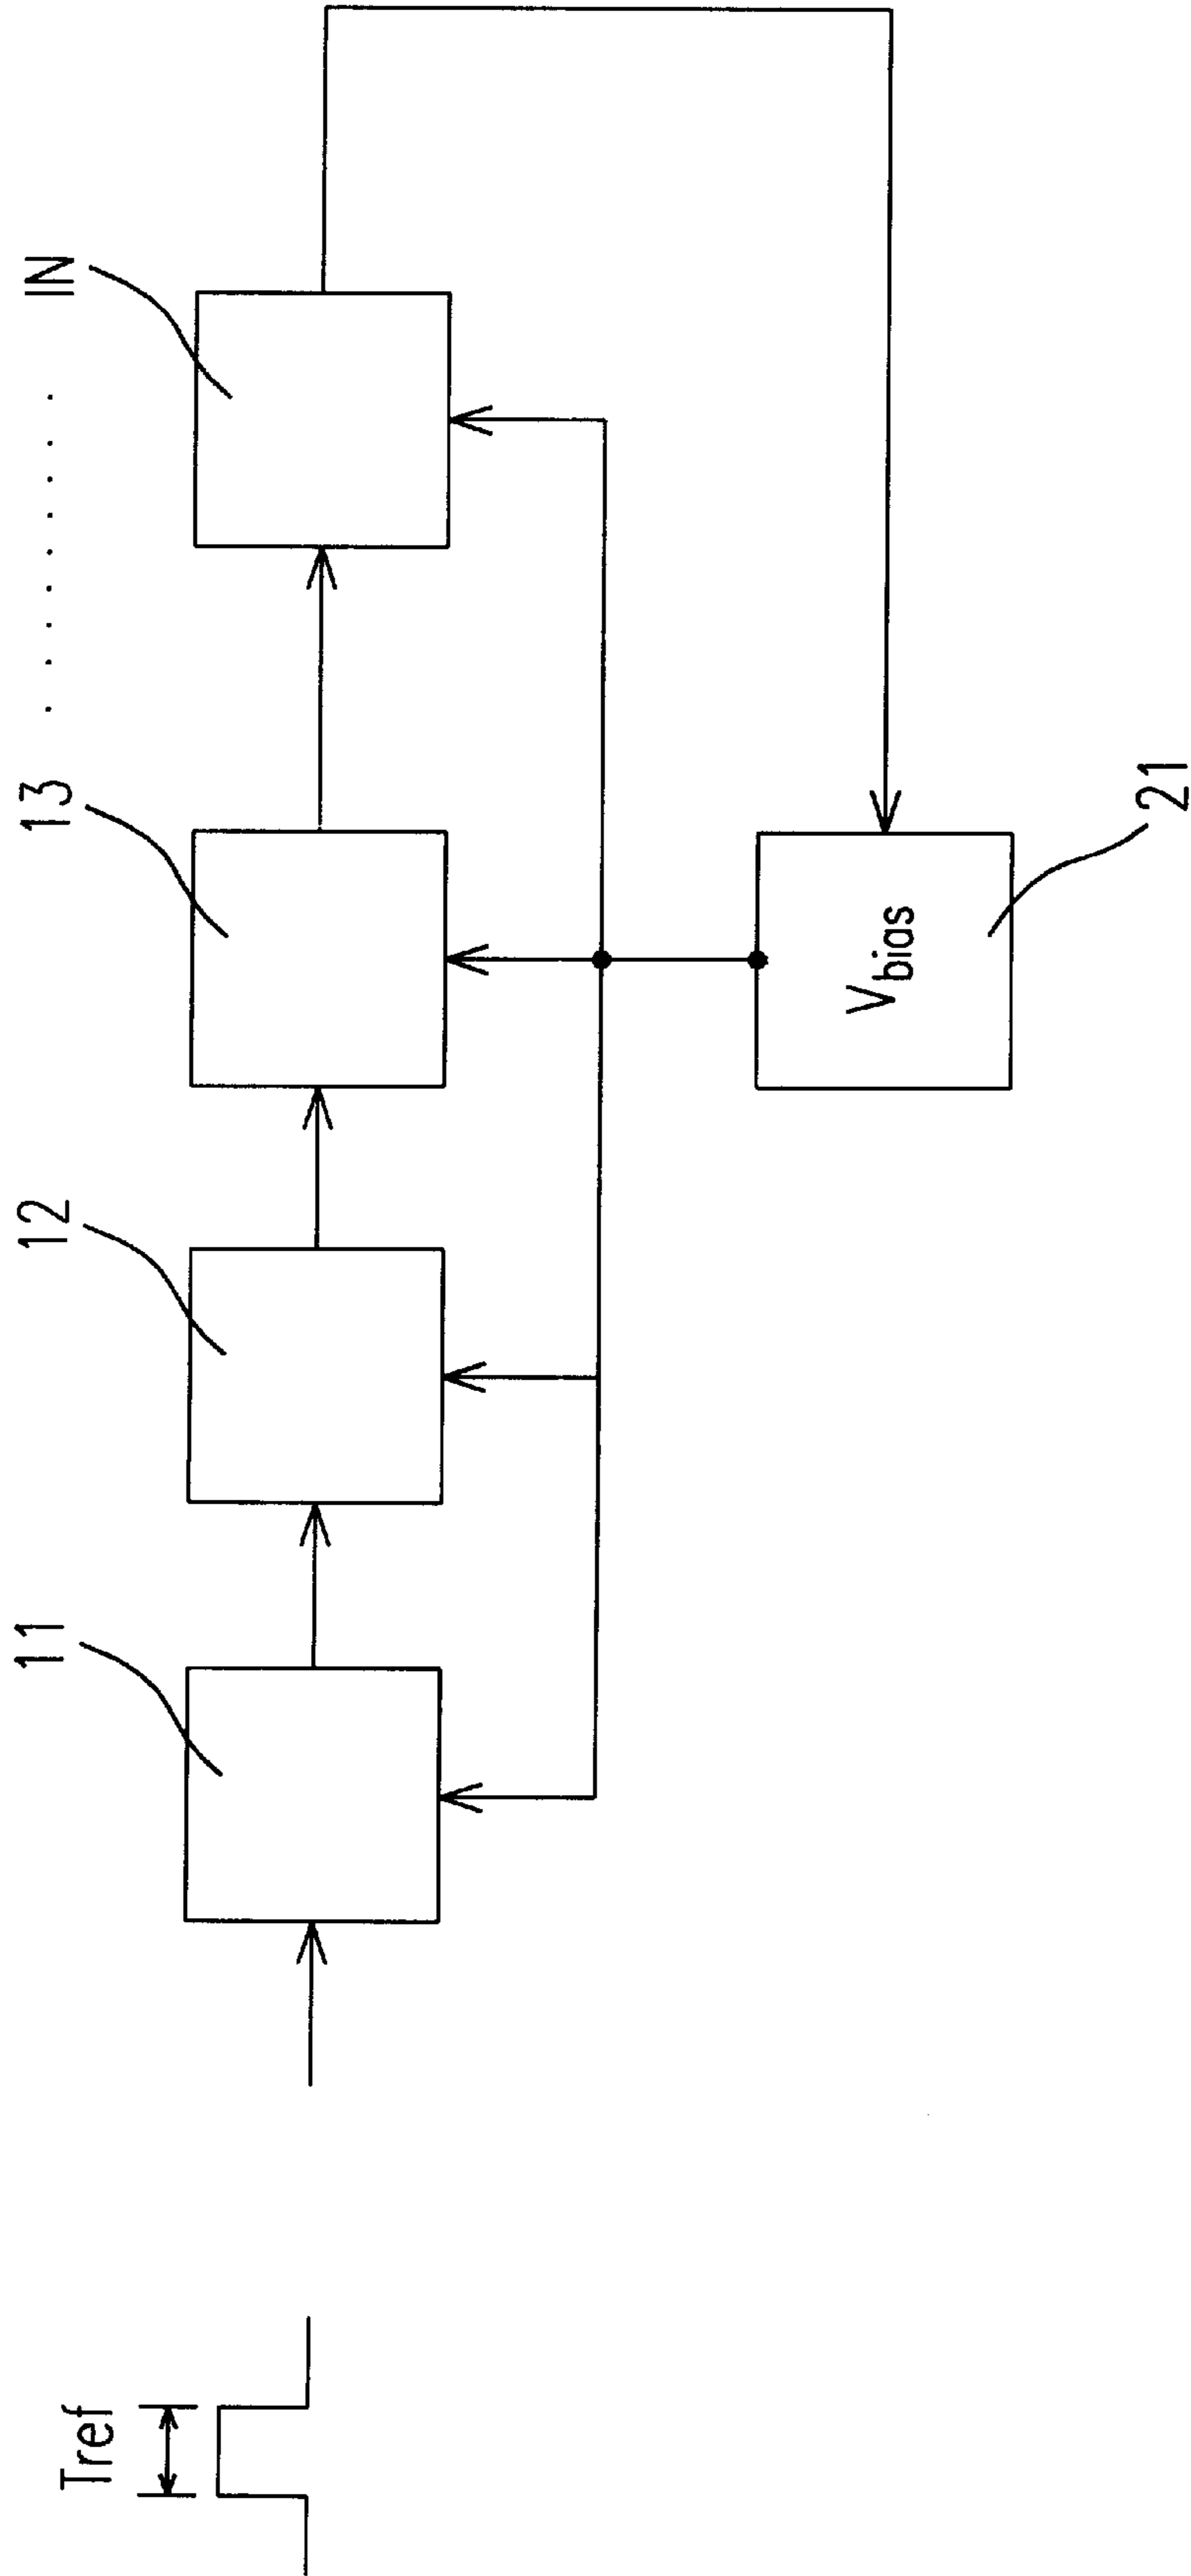 Tref
11
12
13 . . . . . . . . . IN
Vbias
21